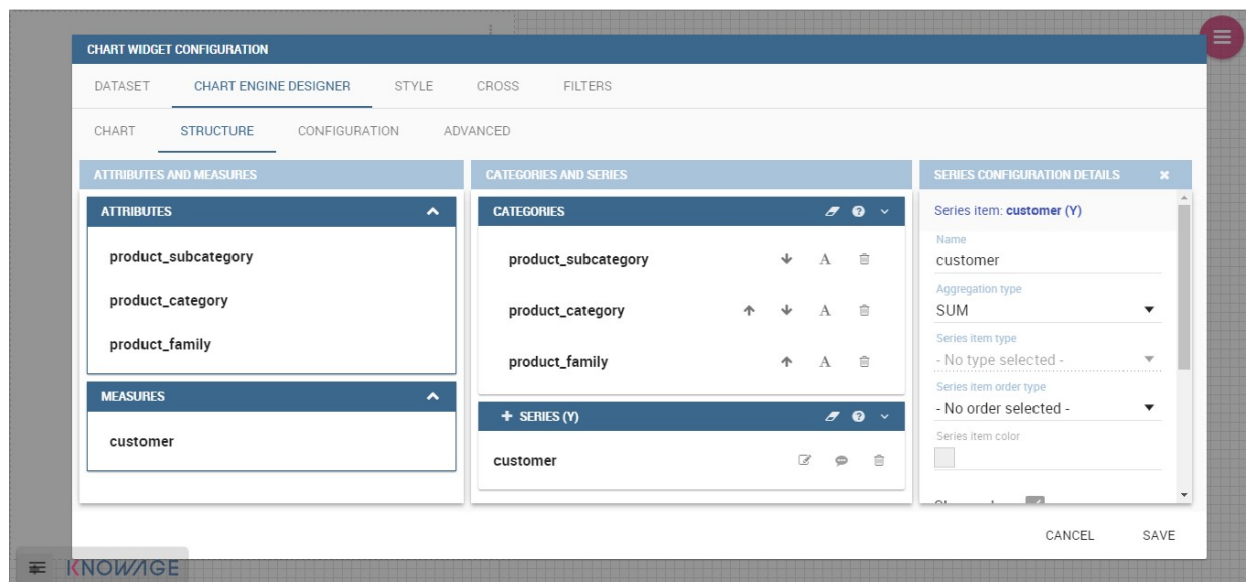 CHART WIDGET CONFIGURATION
DATASET CHART ENGINE DESIGNER STYLE CROSS FILTERS
CHART STRUCTURE CONFIGURATION ADVANCED
ATTRIBUTES AND MEASURES
ATTRIBUTES
product_subcategory
product_category
product_family
MEASURES
customer
CATEGORIES AND SERIES
CATEGORIES
product_subcategory A
product_category A
product_family A
+ SERIES (Y)
customer
SERIES CONFIGURATION DETAILS
Series item: customer (Y)
Name
customer
Aggregation type
SUM
Series item type
- No type selected -
Series item order type
- No order selected -
Series item color
CANCEL SAVE
KNOWAGE